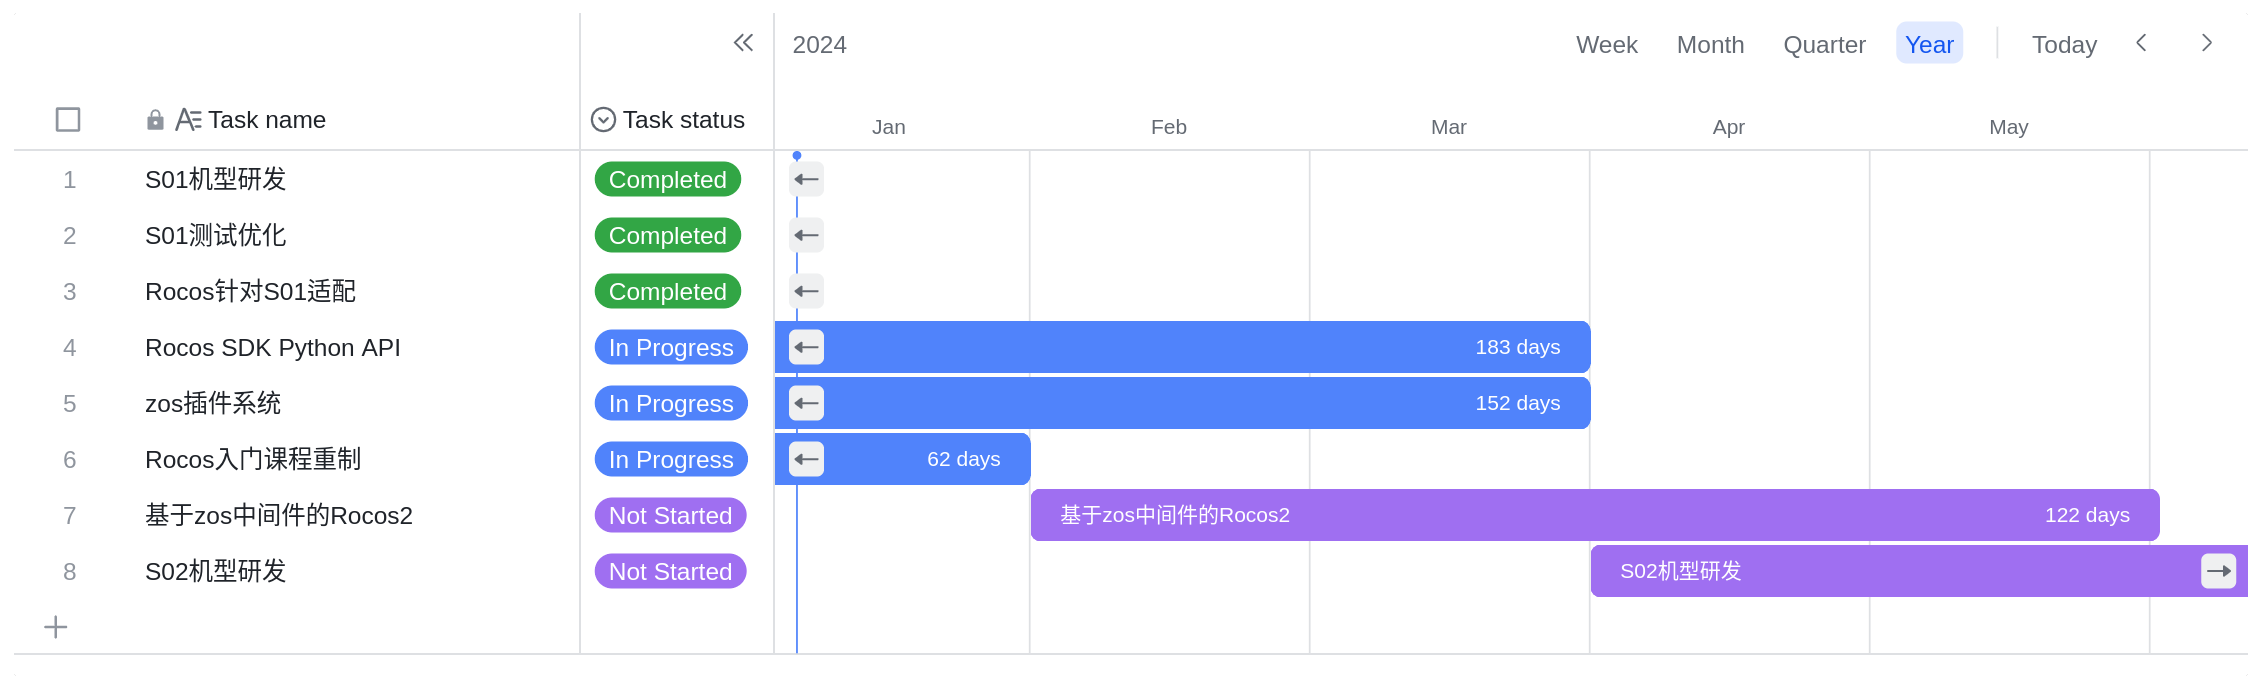 2024 Week Month Quarter Year Today
Task name Task status Jan Feb Mar Apr May
1 S01机型研发 Completed
2 S01测试优化 Completed
3 Rocos针对S01适配 Completed
4 Rocos SDK Python API In Progress 183 days
5 zos插件系统 In Progress 152 days
6 Rocos入门课程重制 In Progress 62 days
7 基于zos中间件的Rocos2 Not Started 基于zos中间件的Rocos2 122 days
8 S02机型研发 Not Started S02机型研发